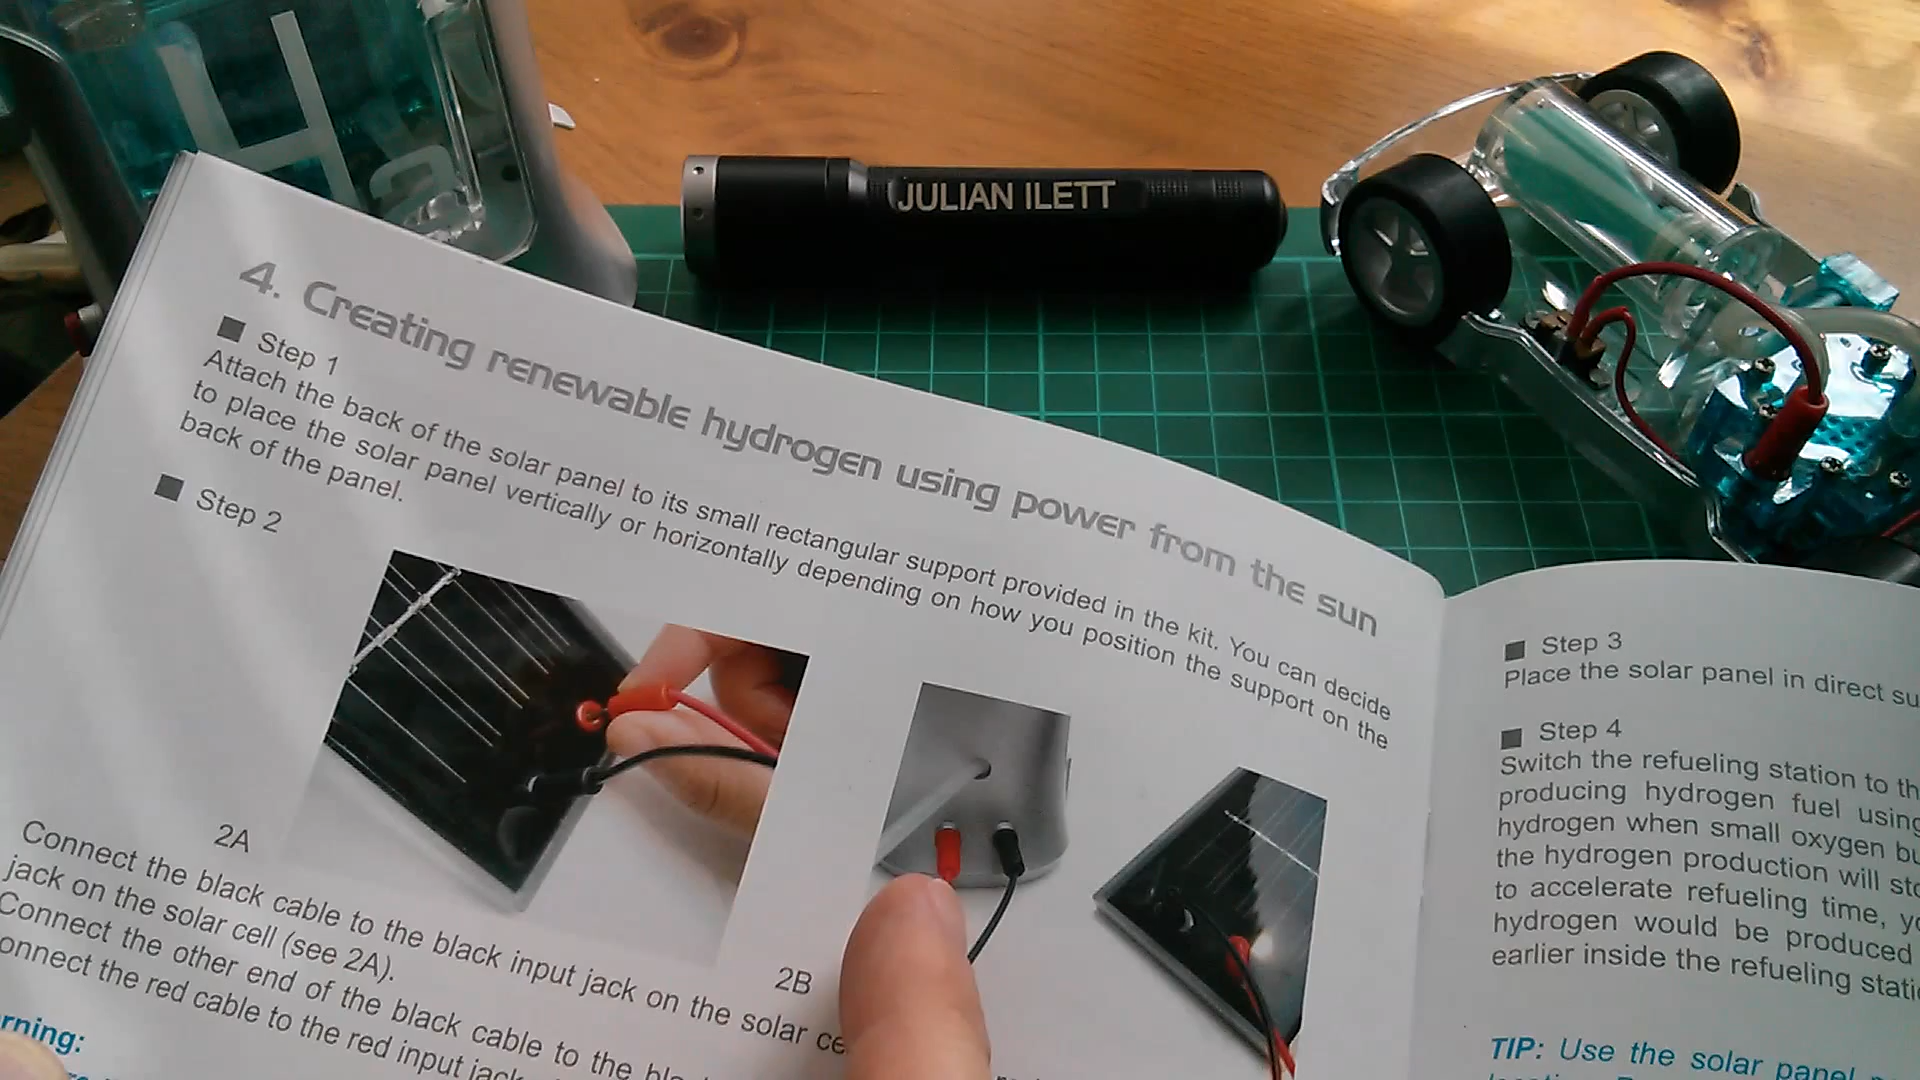 H
JULIAN ILETT
4. Creating renewable hydrogen using power from the sun
Step 1
Attach the back of the solar panel to its small rectangular support provided in the kit. You can decide
to place the solar panel vertically or horizontally depending on how you position the support on the
back of the panel.
Step 2
2A
2B
Connect the black cable to the black input jack on the solar
jack on the solar cell (see 2A).
Connect the other end of the black cable to the
connect the red cable to the red input jack
rning:
Step 3
Place the solar panel in direct
Step 4
Switch the refueling station to
producing hydrogen fuel using
hydrogen when small oxygen
the hydrogen production will
to accelerate refueling time,
hydrogen would be produced
earlier inside the refueling
TIP: Use the solar panel